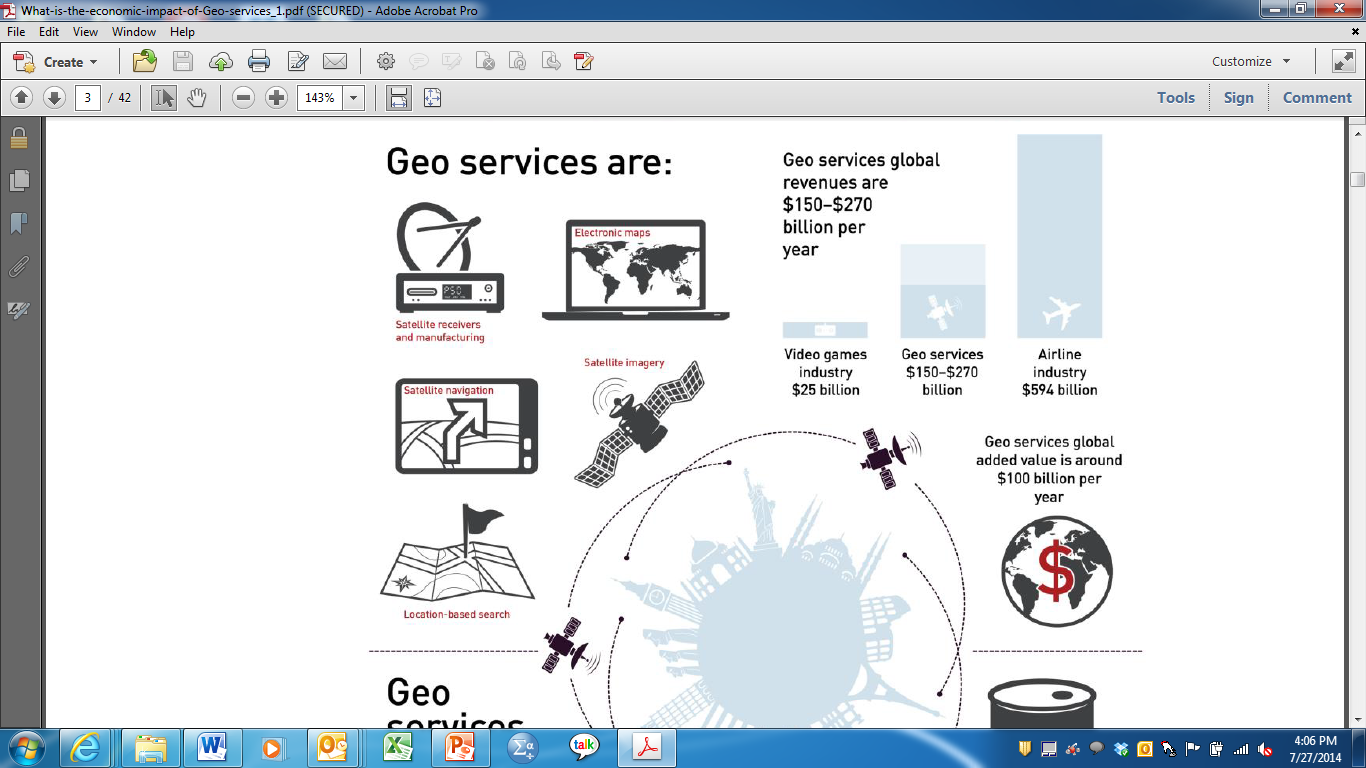 What-is-the-economic-impact-of-Geo-services_1.pdf (SECURED) - Adobe Acrobat Pro
File Edit View Window Help
Create
Customize
3 / 42
143%
Tools Sign Comment
Geo services are:
Satellite receivers
and manufacturing
Electronic maps
Satellite navigation
Satellite imagery
Location-based search
Geo services global
revenues are
$150–$270
billion per
year
Video games
industry
$25 billion
Geo services
$150–$270
billion
Airline
industry
$594 billion
Geo services global
added value is around
$100 billion per
year
$
Geo
services
talk
4:06 PM
7/27/2014